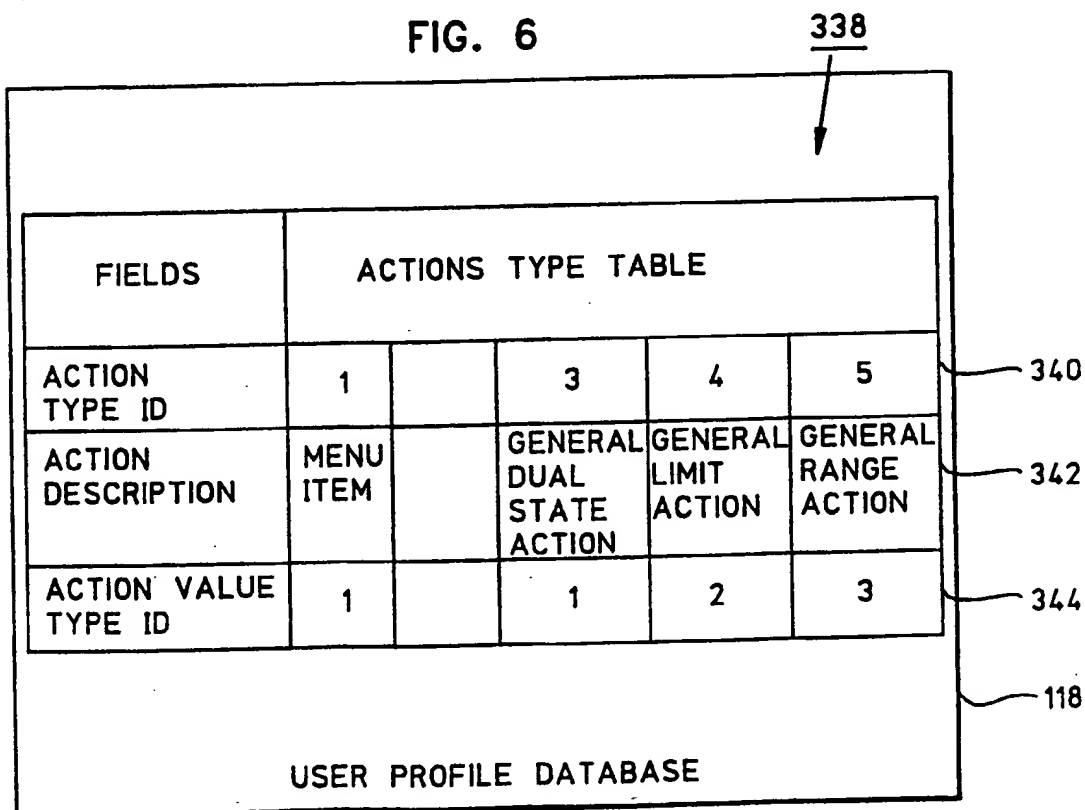 FIG. 6
338
FIELDS
ACTIONS TYPE TABLE
ACTION
TYPE ID
1
3
4
5
340
ACTION
DESCRIPTION
MENU
ITEM
GENERAL
DUAL
STATE
ACTION
GENERAL
LIMIT
ACTION
GENERAL
RANGE
ACTION
342
ACTION VALUE
TYPE ID
1
1
2
3
344
118
USER PROFILE DATABASE